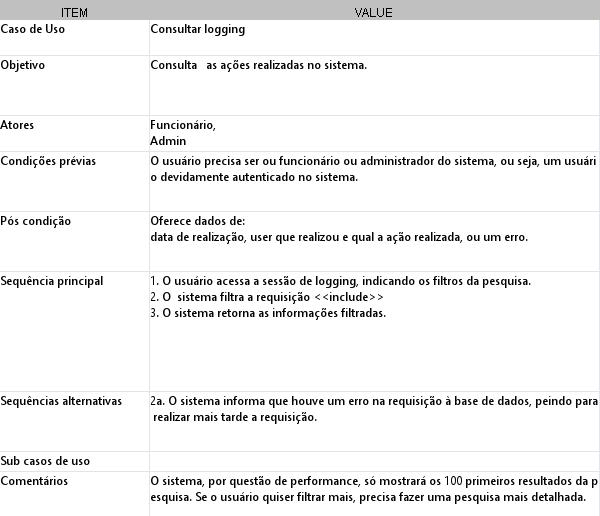 ITEM VALUE
Caso de Uso Consultar logging
Objetivo Consulta as ações realizadas no sistema.
Atores Funcionário,
Admin
Condições prévias O usuário precisa ser ou funcionário ou administrador do sistema, ou seja, um usuári
o devidamente autenticado no sistema.
Pós condição Oferece dados de:
data de realização, user que realizou e qual a ação realizada, ou um erro.
Sequência principal 1. O usuário acessa a sessão de logging, indicando os filtros da pesquisa.
2. O sistema filtra a requisição <<include>>
3. O sistema retorna as informações filtradas.
Sequências alternativas 2a. O sistema informa que houve um erro na requisição à base de dados, peindo para
realizar mais tarde a requisição.
Sub casos de uso
Comentários O sistema, por questão de performance, só mostrará os 100 primeiros resultados da p
esquisa. Se o usuário quiser filtrar mais, precisa fazer uma pesquisa mais detalhada.